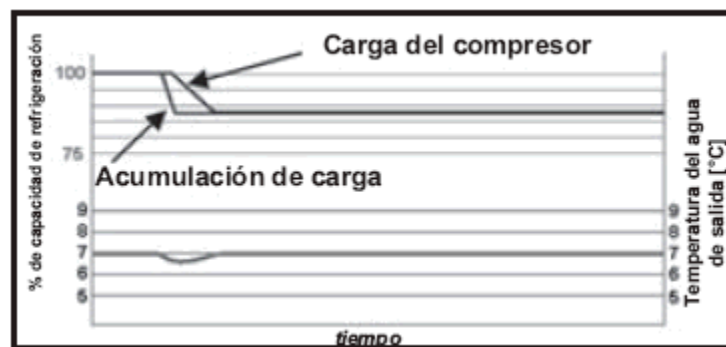 Carga del compresor
100
75
Acumulación de carga
% de capacidad de refrigeración
9
8
7
6
5
9
8
7
6
5
Temperatura del agua
de salida [°C]
tiempo